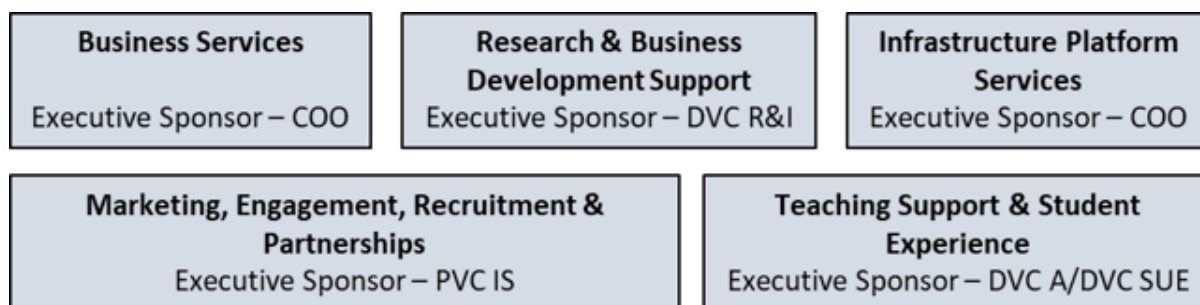 Business Services
Executive Sponsor – COO
Research & Business
Development Support
Executive Sponsor – DVC R&I
Infrastructure Platform
Services
Executive Sponsor – COO
Marketing, Engagement, Recruitment &
Partnerships
Executive Sponsor – PVC IS
Teaching Support & Student
Experience
Executive Sponsor – DVC A/DVC SUE